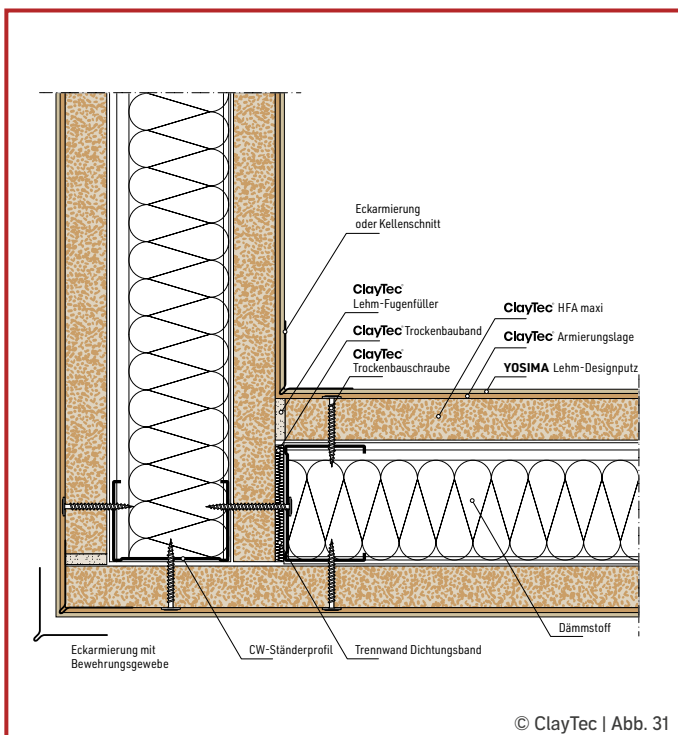 Eckarmierung
oder Kellenschnitt
ClayTec
Lehm-Fugenfüller
ClayTec Trockenbauband
ClayTec
Trockenbauschraube
ClayTec HFA maxi
ClayTec Armierungslage
YOSIMA Lehm-Designputz
Dämmstoff
Eckarmierung mit
Bewehrungsgewebe
CW-Ständerprofil
Trennwand Dichtungsband
© ClayTec | Abb. 31